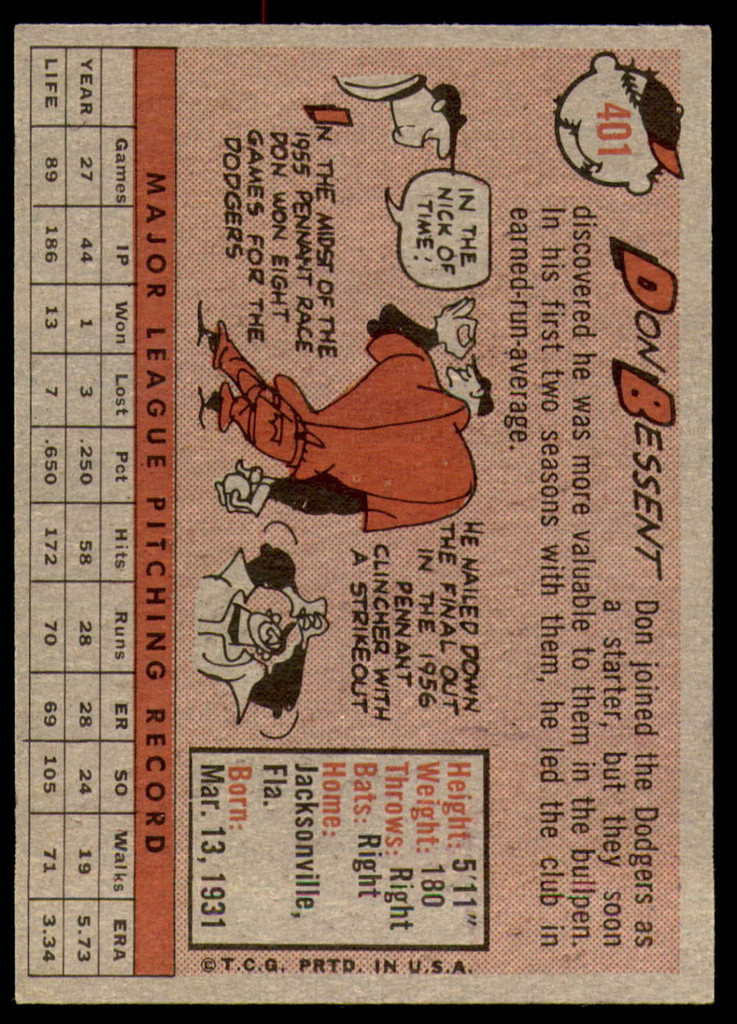 401
DON BESSENT Don joined the Dodgers as
a starter, but they soon
discovered he was more valuable to them in the bullpen.
In his first two seasons with them, he led the club in
earned-run-average.
IN THE
NICK OF
TIME!
IN THE MIDST OF THE
1955 PENNANT RACE
DON WON EIGHT
GAMES FOR THE
DODGERS
HE NAILED DOWN
THE FINAL OUT
IN THE 1956
PENNANT
CLINCHER WITH
A STRIKEOUT
Height: 5'11"
Weight: 180
Throws: Right
Bats: Right
Home:
Jacksonville,
Fla.
Born:
Mar. 13, 1931
© T.C.G. PRTD. IN U.S.A.
MAJOR LEAGUE PITCHING RECORD
Games IP Won Lost Pct Hits Runs ER SO Walks ERA
YEAR 27 44 1 3 .250 58 28 28 24 19 5.73
LIFE 89 186 13 7 .650 172 70 69 105 71 3.34